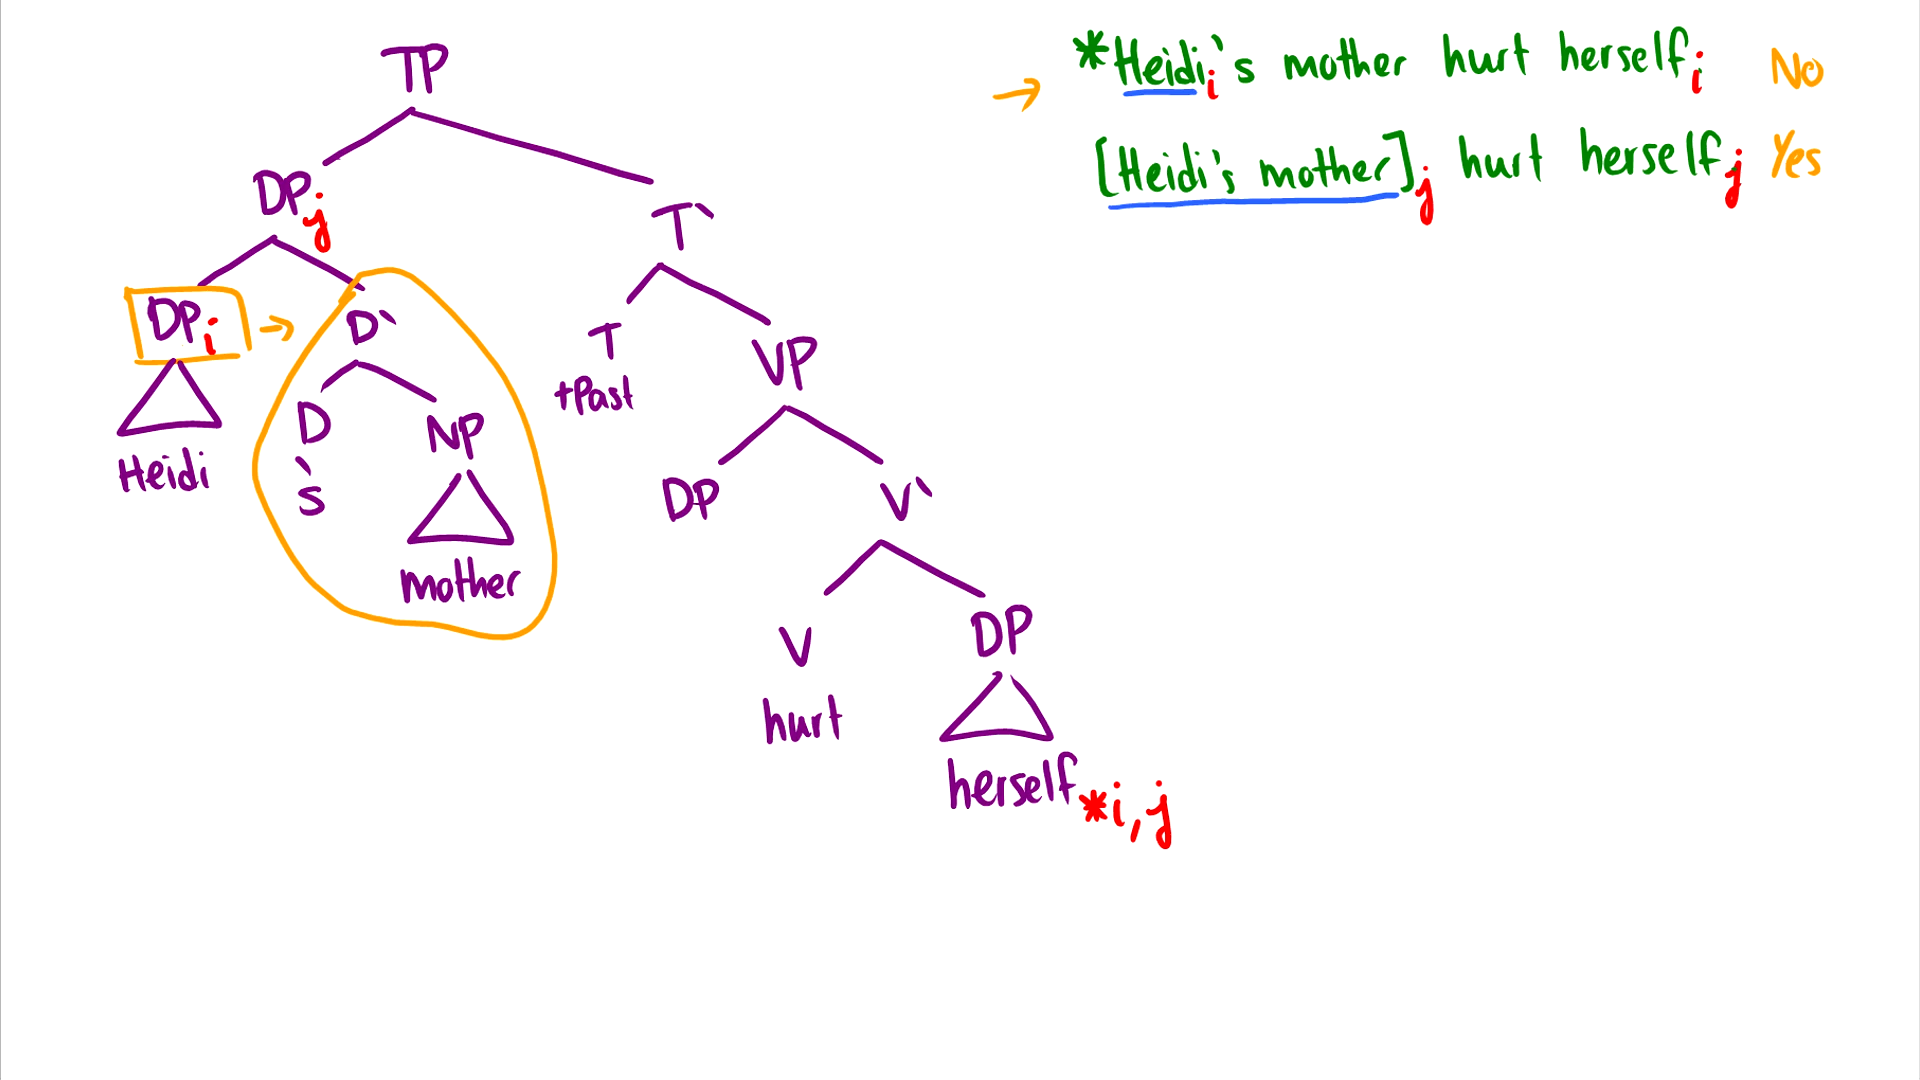 *Heidiᵢ's mother hurt herselfᵢ No
→
[Heidi's mother]ⱼ hurt herselfⱼ Yes
TP
DPⱼ T`
DPᵢ → D` T VP
+Past
Heidi D NP DP V`
`s
mother V DP
hurt
herself *i, j